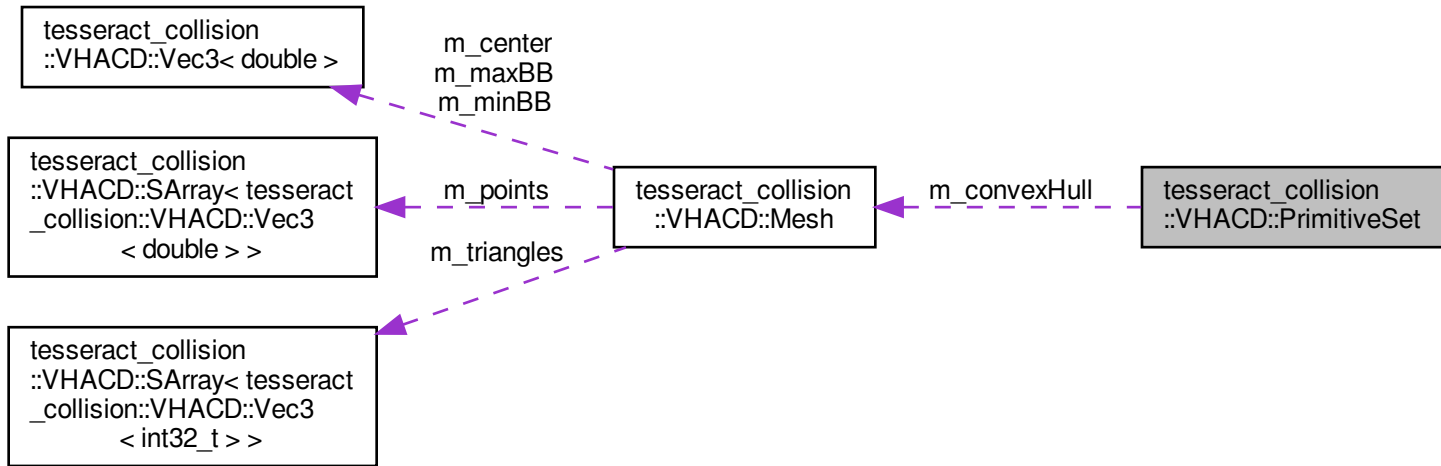 tesseract_collision
::VHACD::Vec3< double >
m_center
m_maxBB
m_minBB
tesseract_collision
::VHACD::SArray< tesseract
_collision::VHACD::Vec3
< double > >
m_points
tesseract_collision
::VHACD::Mesh
m_convexHull
tesseract_collision
::VHACD::PrimitiveSet
m_triangles
tesseract_collision
::VHACD::SArray< tesseract
_collision::VHACD::Vec3
< int32_t > >